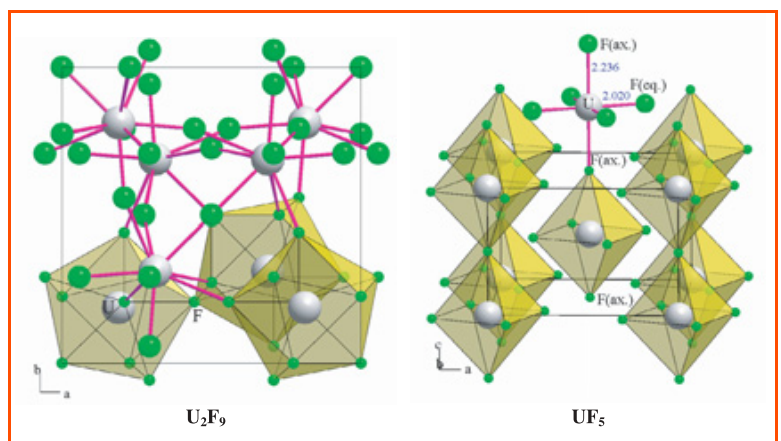 F(ax.)
2.236
F(eq.)
2.020
U
F(ax.)
U
F
F(ax.)
b
a
c
a
U₂F₉
UF₅